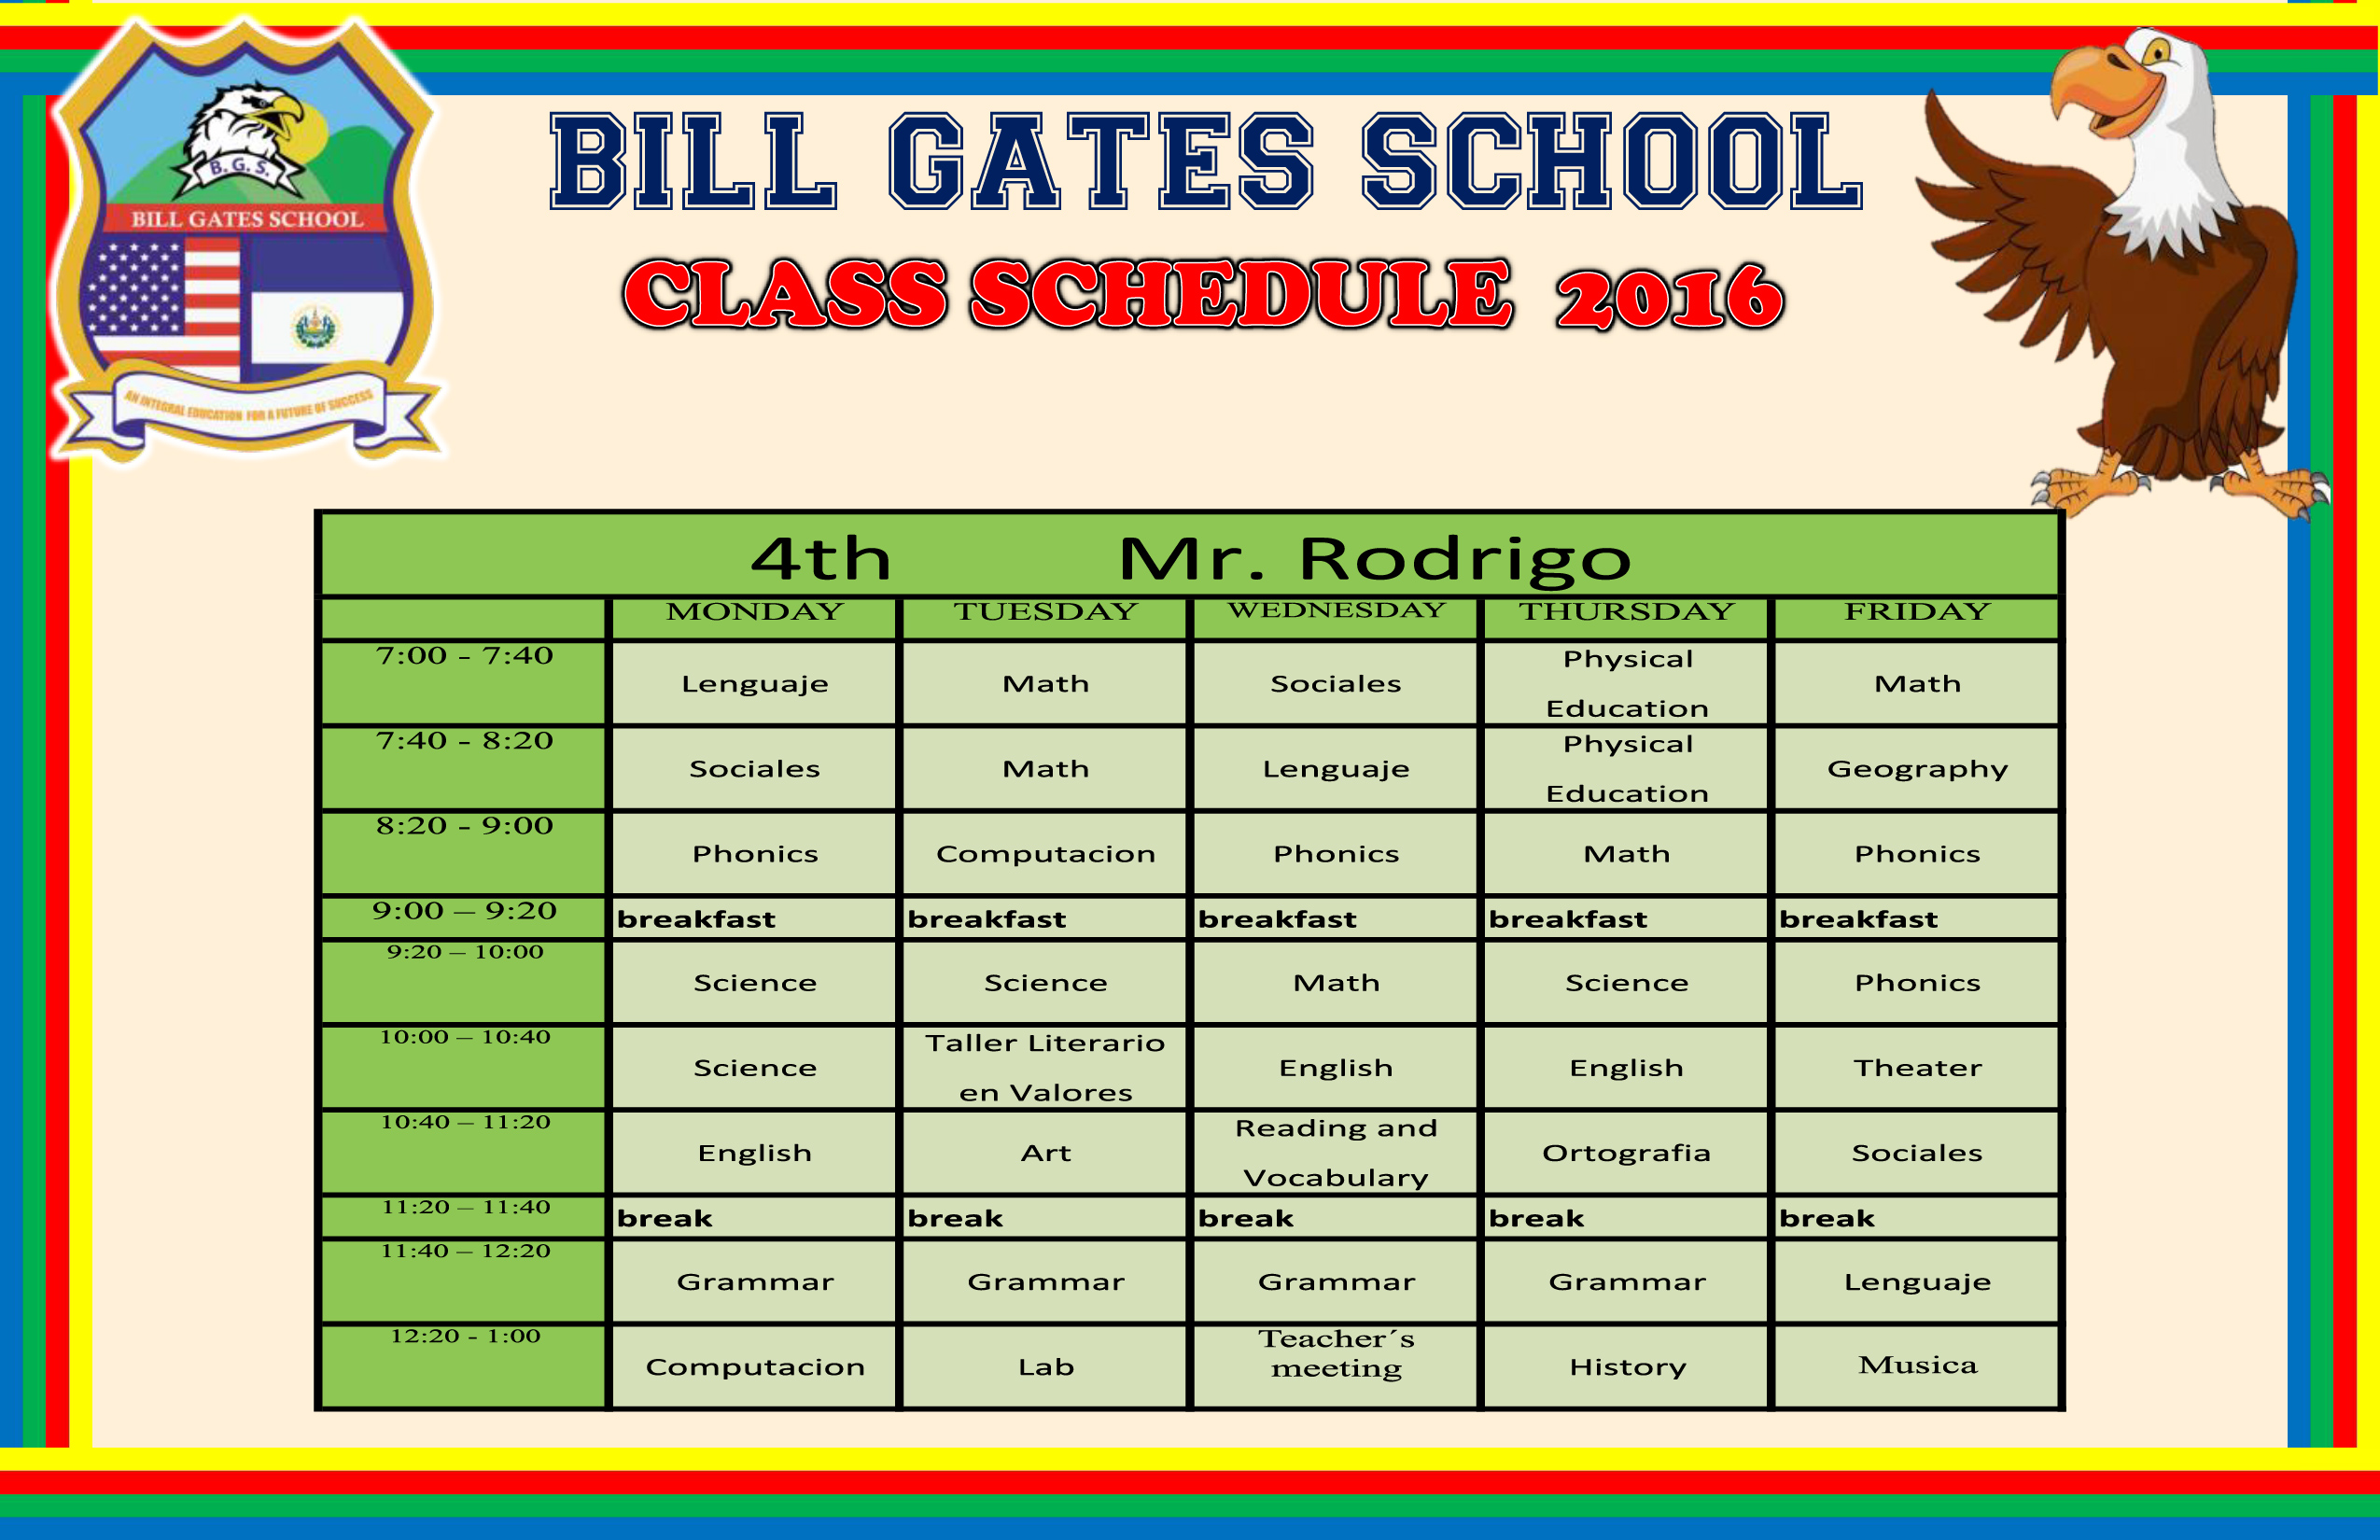 B.G.S.
BILL GATES SCHOOL
AN INTEGRAL EDUCATION FOR A FUTURE OF SUCCESS
BILL GATES SCHOOL
CLASS SCHEDULE 2016
4th Mr. Rodrigo
MONDAY TUESDAY WEDNESDAY THURSDAY FRIDAY
7:00 - 7:40 Lenguaje Math Sociales Physical Education Math
7:40 - 8:20 Sociales Math Lenguaje Physical Education Geography
8:20 - 9:00 Phonics Computacion Phonics Math Phonics
9:00 – 9:20 breakfast breakfast breakfast breakfast breakfast
9:20 – 10:00 Science Science Math Science Phonics
10:00 – 10:40 Science Taller Literario en Valores English English Theater
10:40 – 11:20 English Art Reading and Vocabulary Ortografia Sociales
11:20 – 11:40 break break break break break
11:40 – 12:20 Grammar Grammar Grammar Grammar Lenguaje
12:20 - 1:00 Computacion Lab Teacher´s meeting History Musica